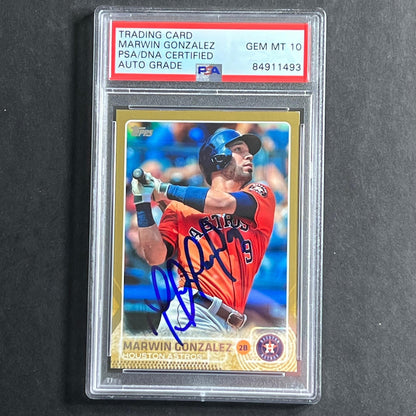 TRADING CARD
MARWIN GONZALEZ GEM MT 10
PSA/DNA CERTIFIED
AUTO GRADE PSA 84911493
Topps
ASTROS
9
MARWIN GONZALEZ 2B
HOUSTON ASTROS